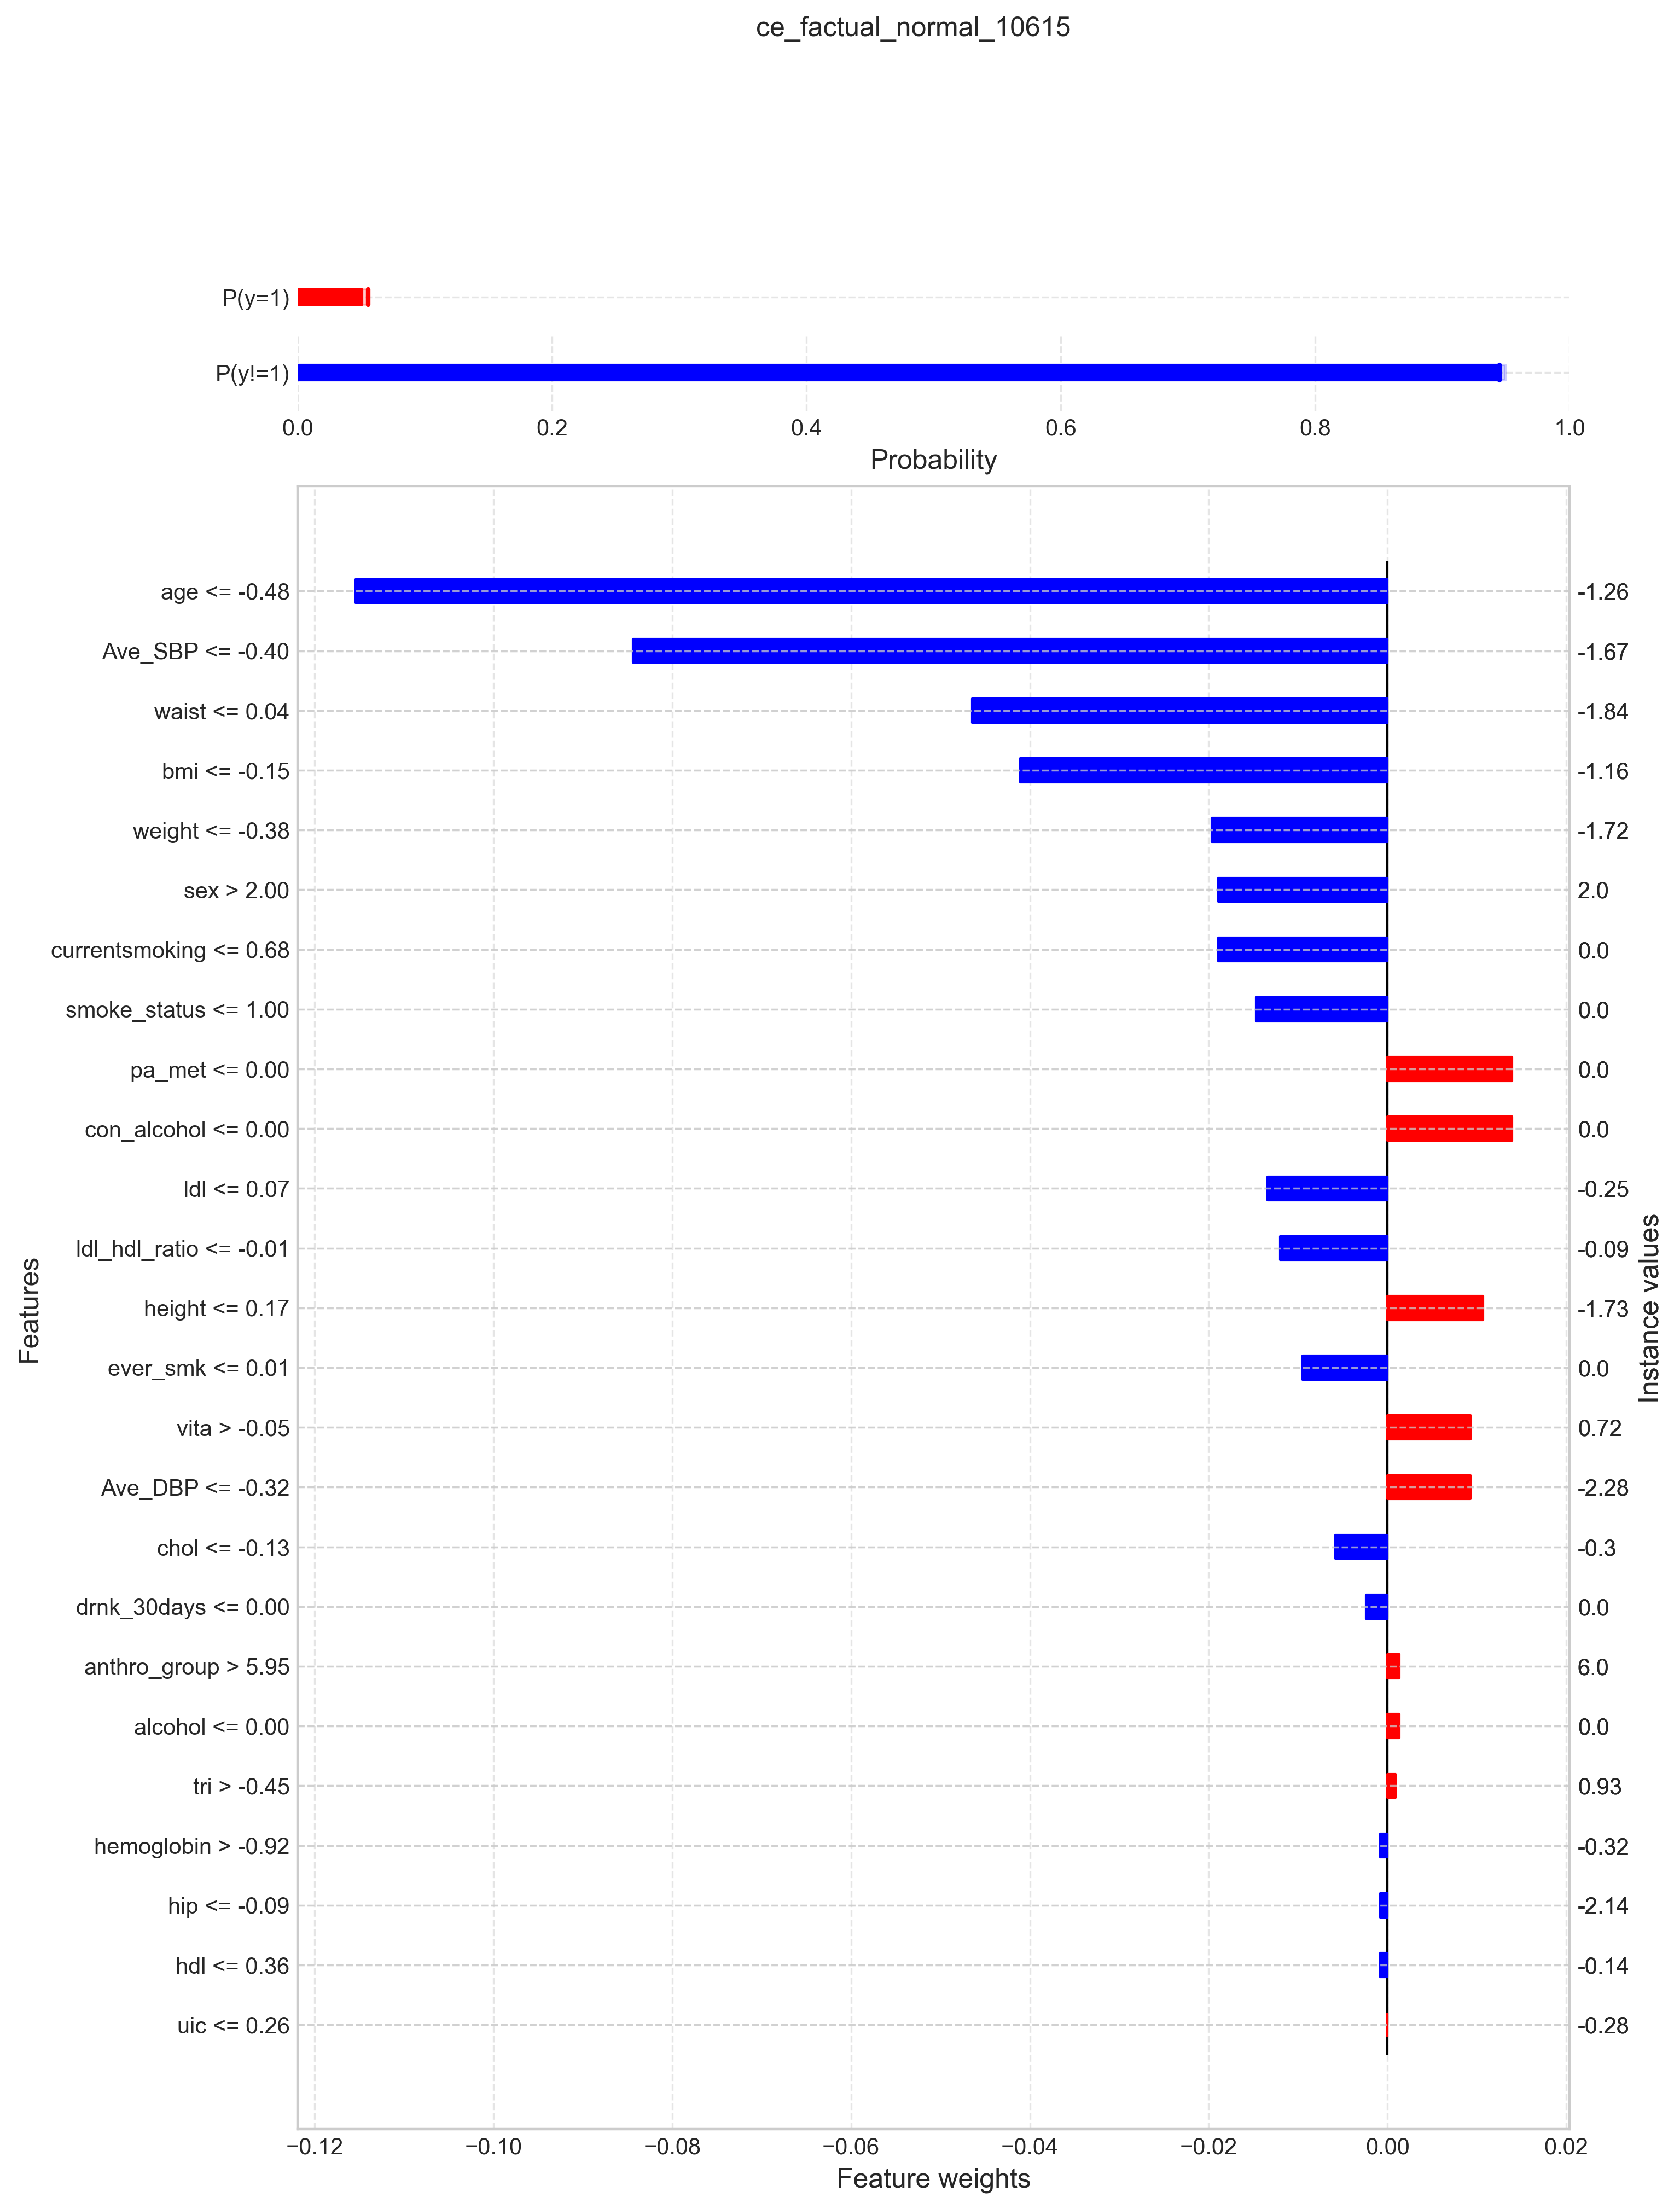 ce_factual_normal_10615
P(y=1)
P(y!=1)
0.0 0.2 0.4 0.6 0.8 1.0
Probability
age <= -0.48 -1.26
Ave_SBP <= -0.40 -1.67
waist <= 0.04 -1.84
bmi <= -0.15 -1.16
weight <= -0.38 -1.72
sex > 2.00 2.0
currentsmoking <= 0.68 0.0
smoke_status <= 1.00 0.0
pa_met <= 0.00 0.0
con_alcohol <= 0.00 0.0
ldl <= 0.07 -0.25
ldl_hdl_ratio <= -0.01 -0.09
height <= 0.17 -1.73
ever_smk <= 0.01 0.0
vita > -0.05 0.72
Ave_DBP <= -0.32 -2.28
chol <= -0.13 -0.3
drnk_30days <= 0.00 0.0
anthro_group > 5.95 6.0
alcohol <= 0.00 0.0
tri > -0.45 0.93
hemoglobin > -0.92 -0.32
hip <= -0.09 -2.14
hdl <= 0.36 -0.14
uic <= 0.26 -0.28
Features
Instance values
−0.12 −0.10 −0.08 −0.06 −0.04 −0.02 0.00 0.02
Feature weights